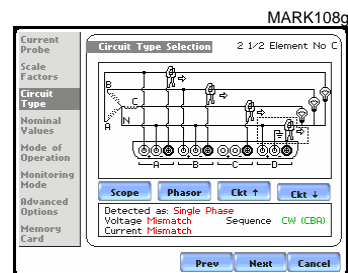 MARK108g
Current Probe
Scale Factors
Circuit Type
Nominal Values
Mode of Operation
Monitoring Mode
Advanced Options
Memory Card
Circuit Type Selection
2 1/2 Element No C
B
C
N
A
A B C D
Scope Phasor Ckt ↑ Ckt ↓
Detected as: Single Phase
Voltage Mismatch Sequence CW (CBA)
Current Mismatch
Prev Next Cancel